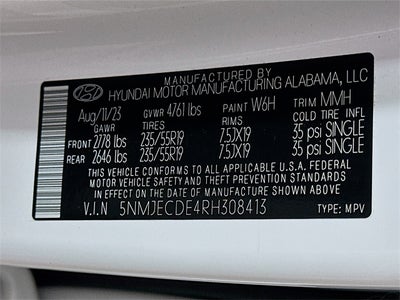 MANUFACTURED BY
HYUNDAI MOTOR MANUFACTURING ALABAMA, LLC
Aug/11/23 GVWR 4761 lbs PAINT W6H TRIM MMH
GAWR TIRES RIMS COLD TIRE INFL
FRONT 2778 lbs 235/55R19 7.5JX19 35 psi SINGLE
REAR 2646 lbs 235/55R19 7.5JX19 35 psi SINGLE
THIS VEHICLE CONFORMS TO ALL APPLICABLE U.S.A. FEDERAL
MOTOR VEHICLE SAFETY, BUMPER, AND THEFT PREVENTION
STANDARDS IN EFFECT ON THE DATE OF MANUFACTURE SHOWN ABOVE.
V.I.N 5NMJECDE4RH308413 TYPE: MPV